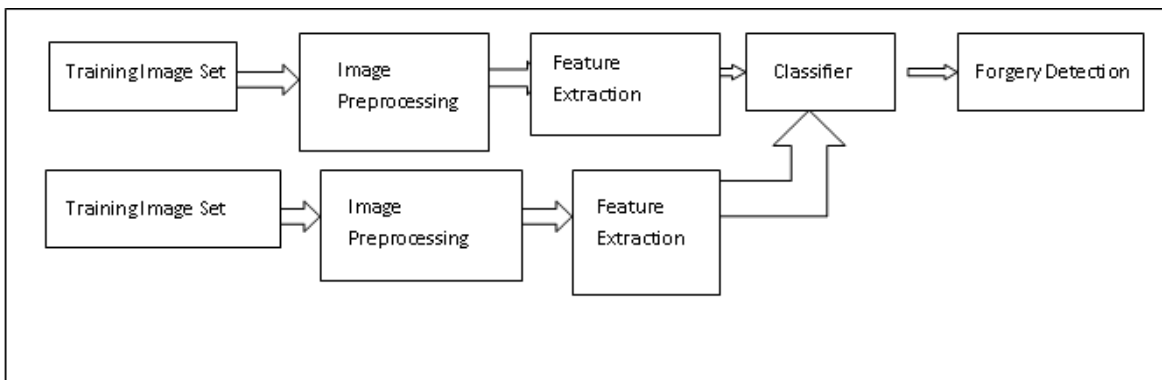 Training Image Set
Image
Preprocessing
Feature
Extraction
Classifier
Forgery Detection
Training Image Set
Image
Preprocessing
Feature
Extraction